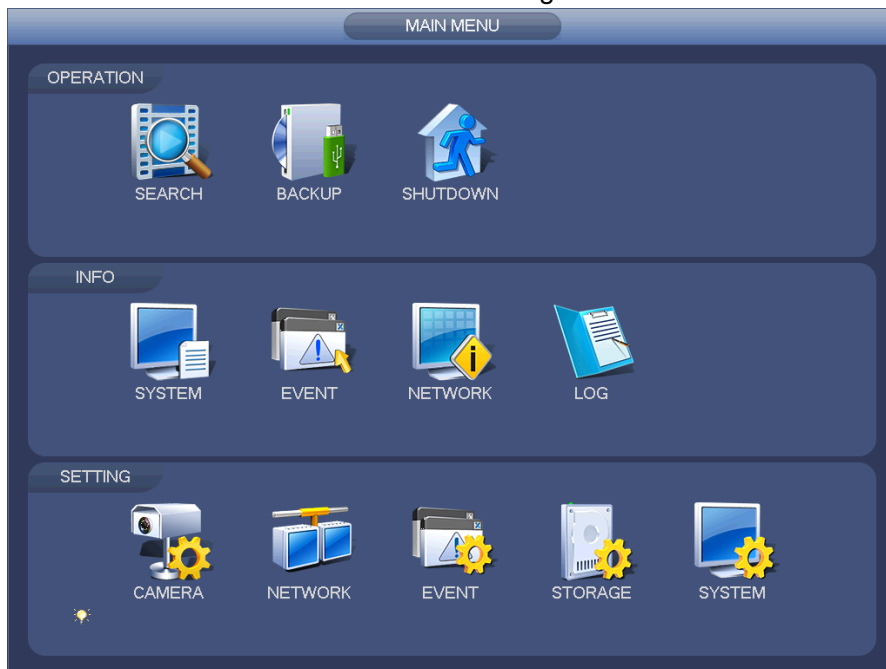 MAIN MENU
OPERATION
SEARCH BACKUP SHUTDOWN
INFO
SYSTEM EVENT NETWORK LOG
SETTING
CAMERA NETWORK EVENT STORAGE SYSTEM